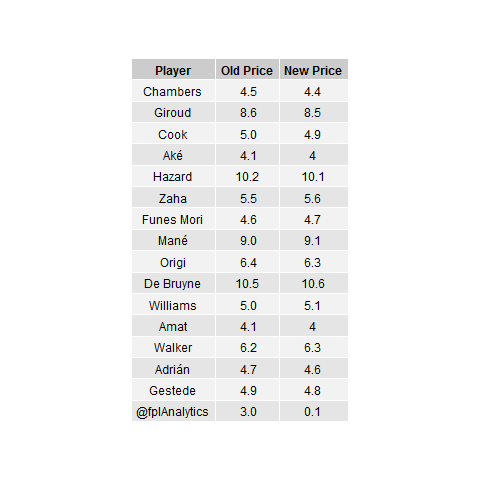 Player Old Price New Price
Chambers 4.5 4.4
Giroud 8.6 8.5
Cook 5.0 4.9
Aké 4.1 4
Hazard 10.2 10.1
Zaha 5.5 5.6
Funes Mori 4.6 4.7
Mané 9.0 9.1
Origi 6.4 6.3
De Bruyne 10.5 10.6
Williams 5.0 5.1
Amat 4.1 4
Walker 6.2 6.3
Adrián 4.7 4.6
Gestede 4.9 4.8
@fplAnalytics 3.0 0.1